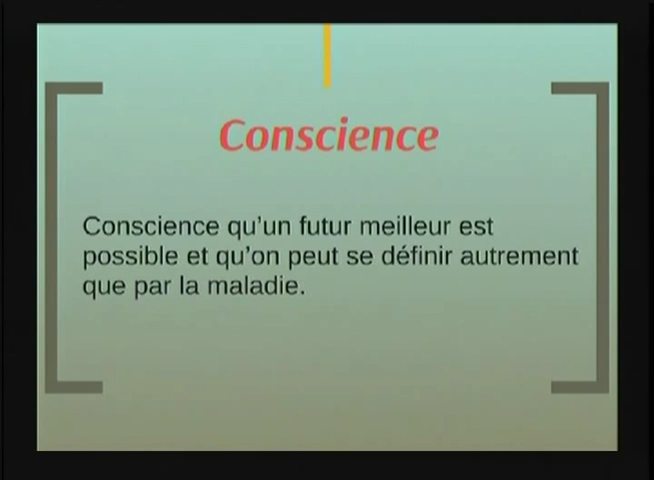 Conscience
Conscience qu'un futur meilleur est
possible et qu'on peut se définir autrement
que par la maladie.